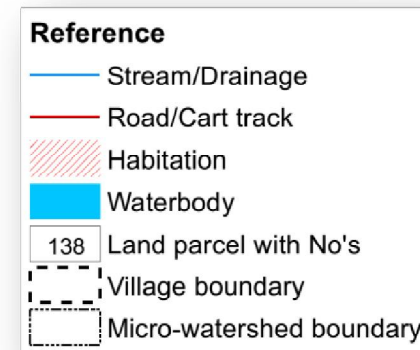 Reference
Stream/Drainage
Road/Cart track
Habitation
Waterbody
138 Land parcel with No's
Village boundary
Micro-watershed boundary